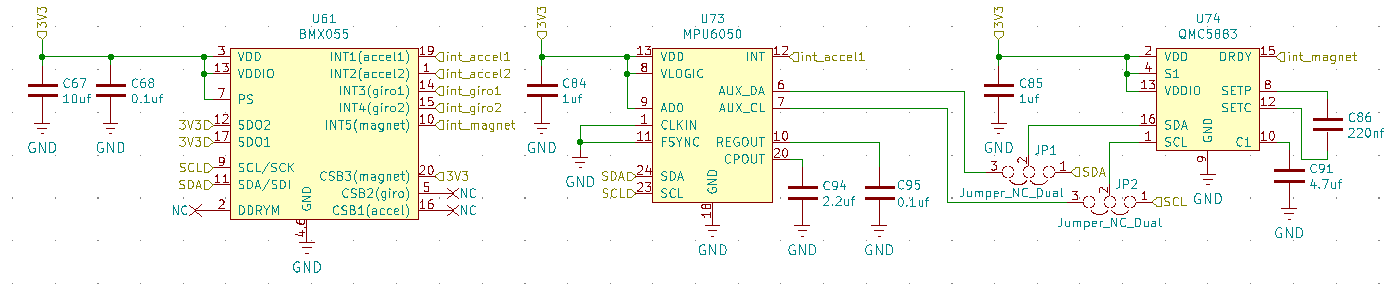 3V3
U61
BMX055
3 VDD
13 VDDIO
7 PS
12 SDO2
17 SDO1
9 SCL/SCK
11 SDA/SDI
2 DDRYM
3V3
3V3
SCL
SDA
NC
INT1(accel1) 19 int_accel1
INT2(accel2) 1 int_accel2
INT3(giro1) 14 int_giro1
INT4(giro2) 15 int_giro2
INT5(magnet) 10 int_magnet
CSB3(magnet) 20 3V3
CSB2(giro) 5 NC
CSB1(accel) 16 NC
GND
4,6
GND
C67
10uf
GND
C68
0.1uf
GND
3V3
U73
MPU6050
13 VDD
8 VLOGIC
9 AD0
1 CLKIN
11 FSYNC
SDA 24 SDA
SCL 23 SCL
INT 12 int_accel1
AUX_DA 6
AUX_CL 7
REGOUT 10
CPOUT 20
GND
18
GND
C84
1uf
GND
GND
C94
2.2uf
GND
C95
0.1uf
GND
3V3
U74
QMC5883
2 VDD
4 S1
13 VDDIO
16 SDA
1 SCL
DRDY 15 int_magnet
SETP 8
SETC 12
C1 10
GND
9
GND
C85
1uf
GND
C86
220nf
C91
4.7uf
GND
JP1
3 2 1 SDA
Jumper_NC_Dual
JP2
3 2 1 SCL
Jumper_NC_Dual